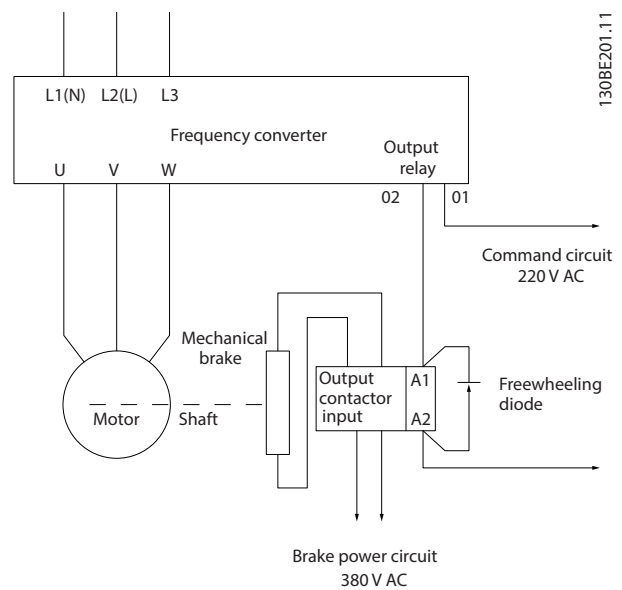 130BE201.11
L1(N) L2(L) L3
Frequency converter
Output
relay
U V W
02 01
Command circuit
220 V AC
Mechanical
brake
Output
contactor
input
A1
A2
Freewheeling
diode
Motor
Shaft
Brake power circuit
380 V AC